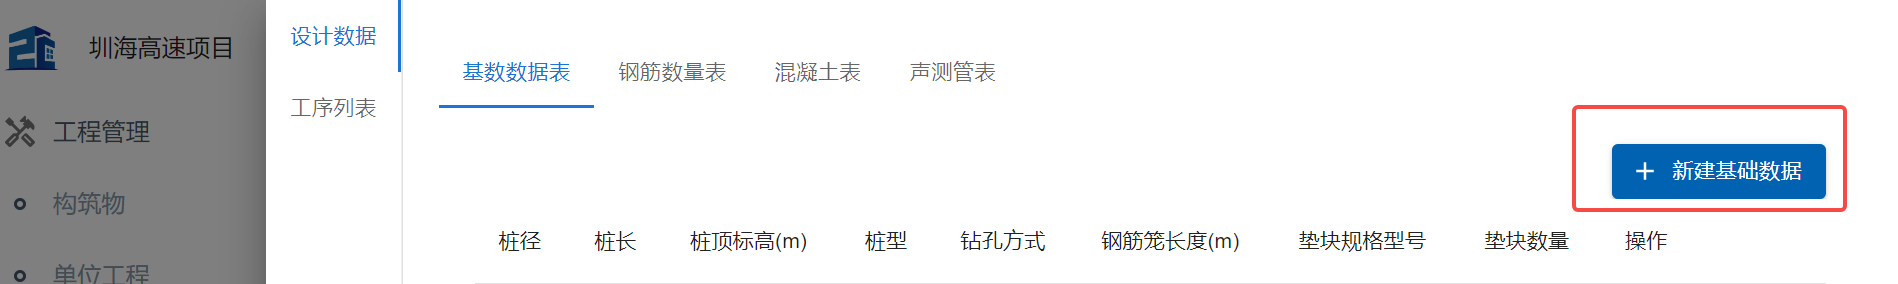 圳海高速项目
工程管理
构筑物
单位工程
设计数据
工序列表
基数数据表 钢筋数量表 混凝土表 声测管表
新建基础数据
桩径 桩长 桩顶标高(m) 桩型 钻孔方式 钢筋笼长度(m) 垫块规格型号 垫块数量 操作